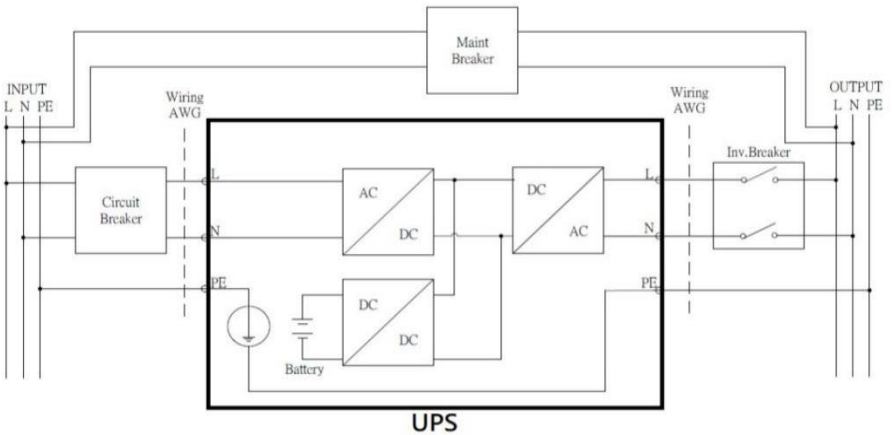 Maint
Breaker
INPUT
L N PE
Wiring
AWG
Wiring
AWG
OUTPUT
L N PE
Inv.Breaker
Circuit
Breaker
L
N
PE
AC
DC
DC
AC
DC
DC
Battery
L
N
PE
UPS